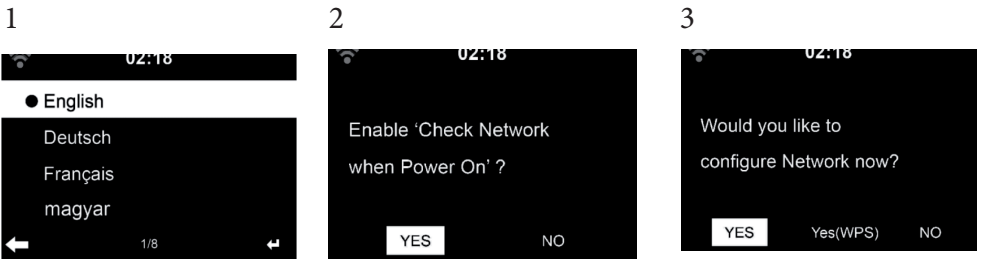 1
02:18
English
Deutsch
Français
magyar
1/8
2
02:18
Enable ‘Check Network
when Power On’ ?
YES NO
3
02:18
Would you like to
configure Network now?
YES Yes(WPS) NO